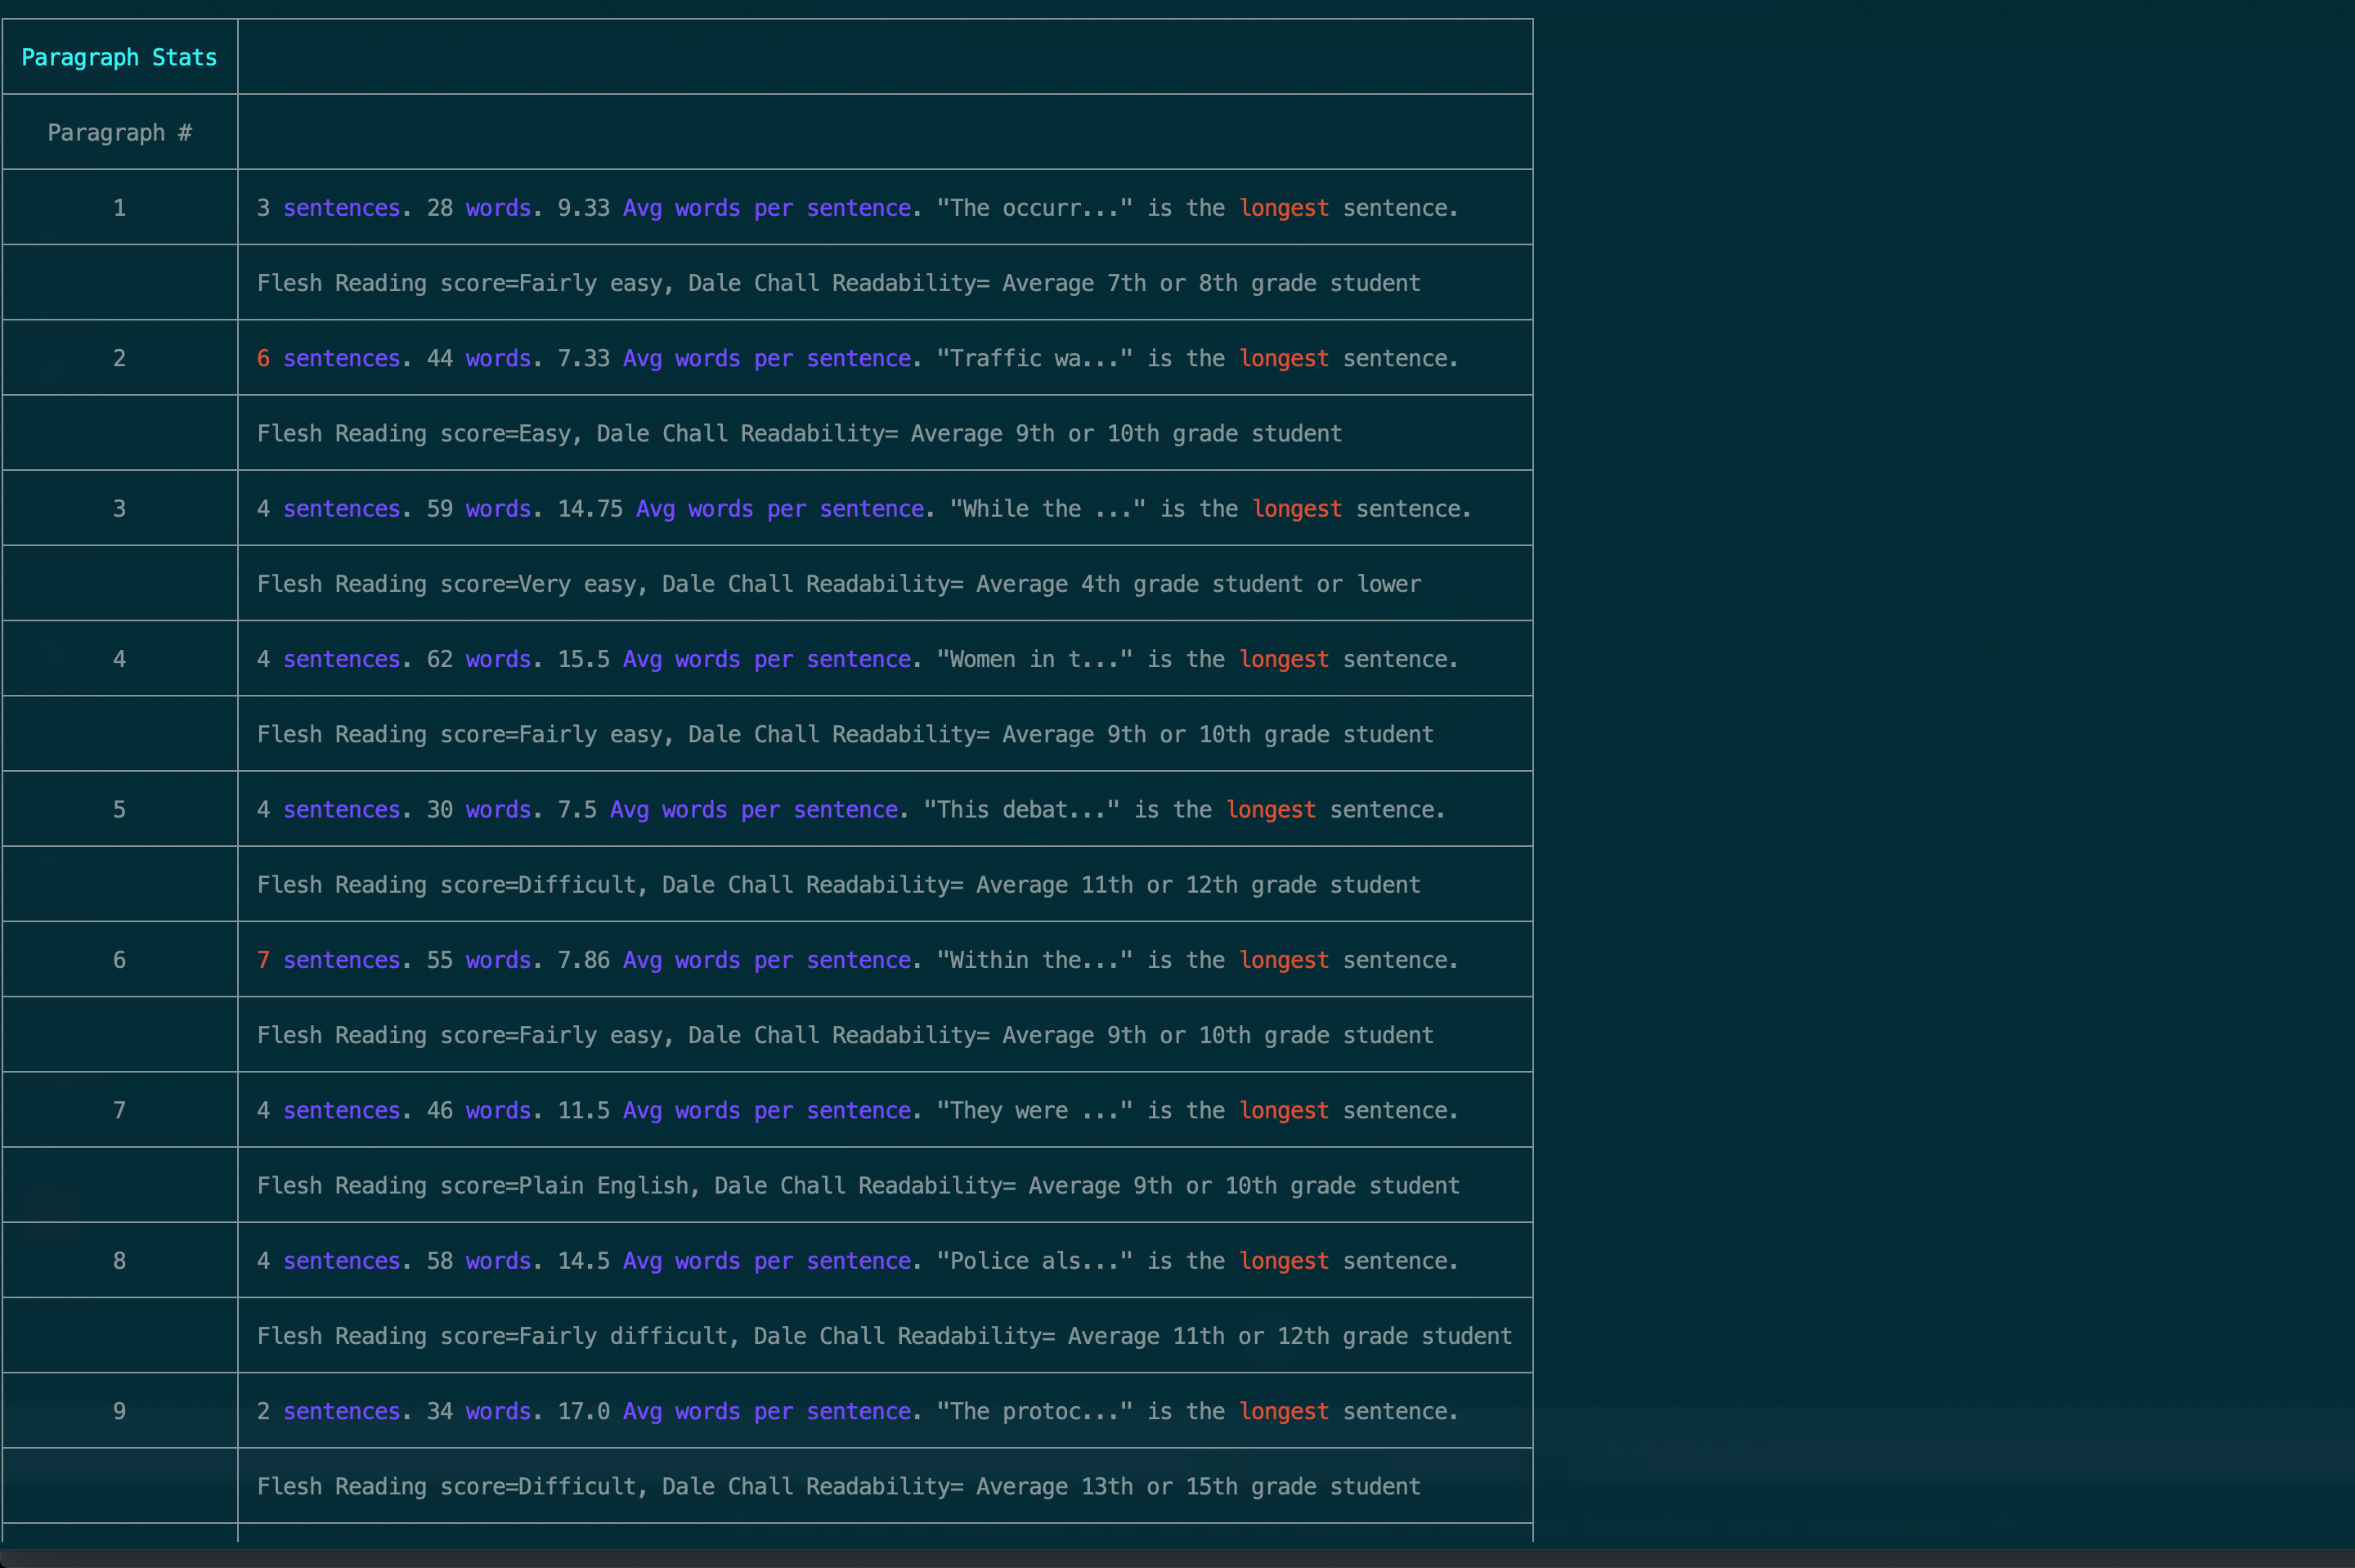 Paragraph Stats
Paragraph #
1 3 sentences. 28 words. 9.33 Avg words per sentence. "The occurr..." is the longest sentence.
Flesh Reading score=Fairly easy, Dale Chall Readability= Average 7th or 8th grade student
2 6 sentences. 44 words. 7.33 Avg words per sentence. "Traffic wa..." is the longest sentence.
Flesh Reading score=Easy, Dale Chall Readability= Average 9th or 10th grade student
3 4 sentences. 59 words. 14.75 Avg words per sentence. "While the ..." is the longest sentence.
Flesh Reading score=Very easy, Dale Chall Readability= Average 4th grade student or lower
4 4 sentences. 62 words. 15.5 Avg words per sentence. "Women in t..." is the longest sentence.
Flesh Reading score=Fairly easy, Dale Chall Readability= Average 9th or 10th grade student
5 4 sentences. 30 words. 7.5 Avg words per sentence. "This debat..." is the longest sentence.
Flesh Reading score=Difficult, Dale Chall Readability= Average 11th or 12th grade student
6 7 sentences. 55 words. 7.86 Avg words per sentence. "Within the..." is the longest sentence.
Flesh Reading score=Fairly easy, Dale Chall Readability= Average 9th or 10th grade student
7 4 sentences. 46 words. 11.5 Avg words per sentence. "They were ..." is the longest sentence.
Flesh Reading score=Plain English, Dale Chall Readability= Average 9th or 10th grade student
8 4 sentences. 58 words. 14.5 Avg words per sentence. "Police als..." is the longest sentence.
Flesh Reading score=Fairly difficult, Dale Chall Readability= Average 11th or 12th grade student
9 2 sentences. 34 words. 17.0 Avg words per sentence. "The protoc..." is the longest sentence.
Flesh Reading score=Difficult, Dale Chall Readability= Average 13th or 15th grade student